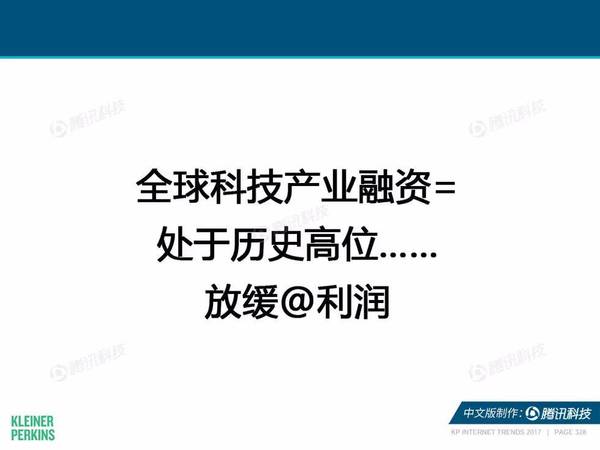 腾讯科技
腾讯科技
全球科技产业融资=
腾讯科技
处于历史高位……
放缓@利润
腾讯科技
腾讯科技
KLEINER
PERKINS
中文版制作：腾讯科技
KP INTERNET TRENDS 2017 | PAGE 328